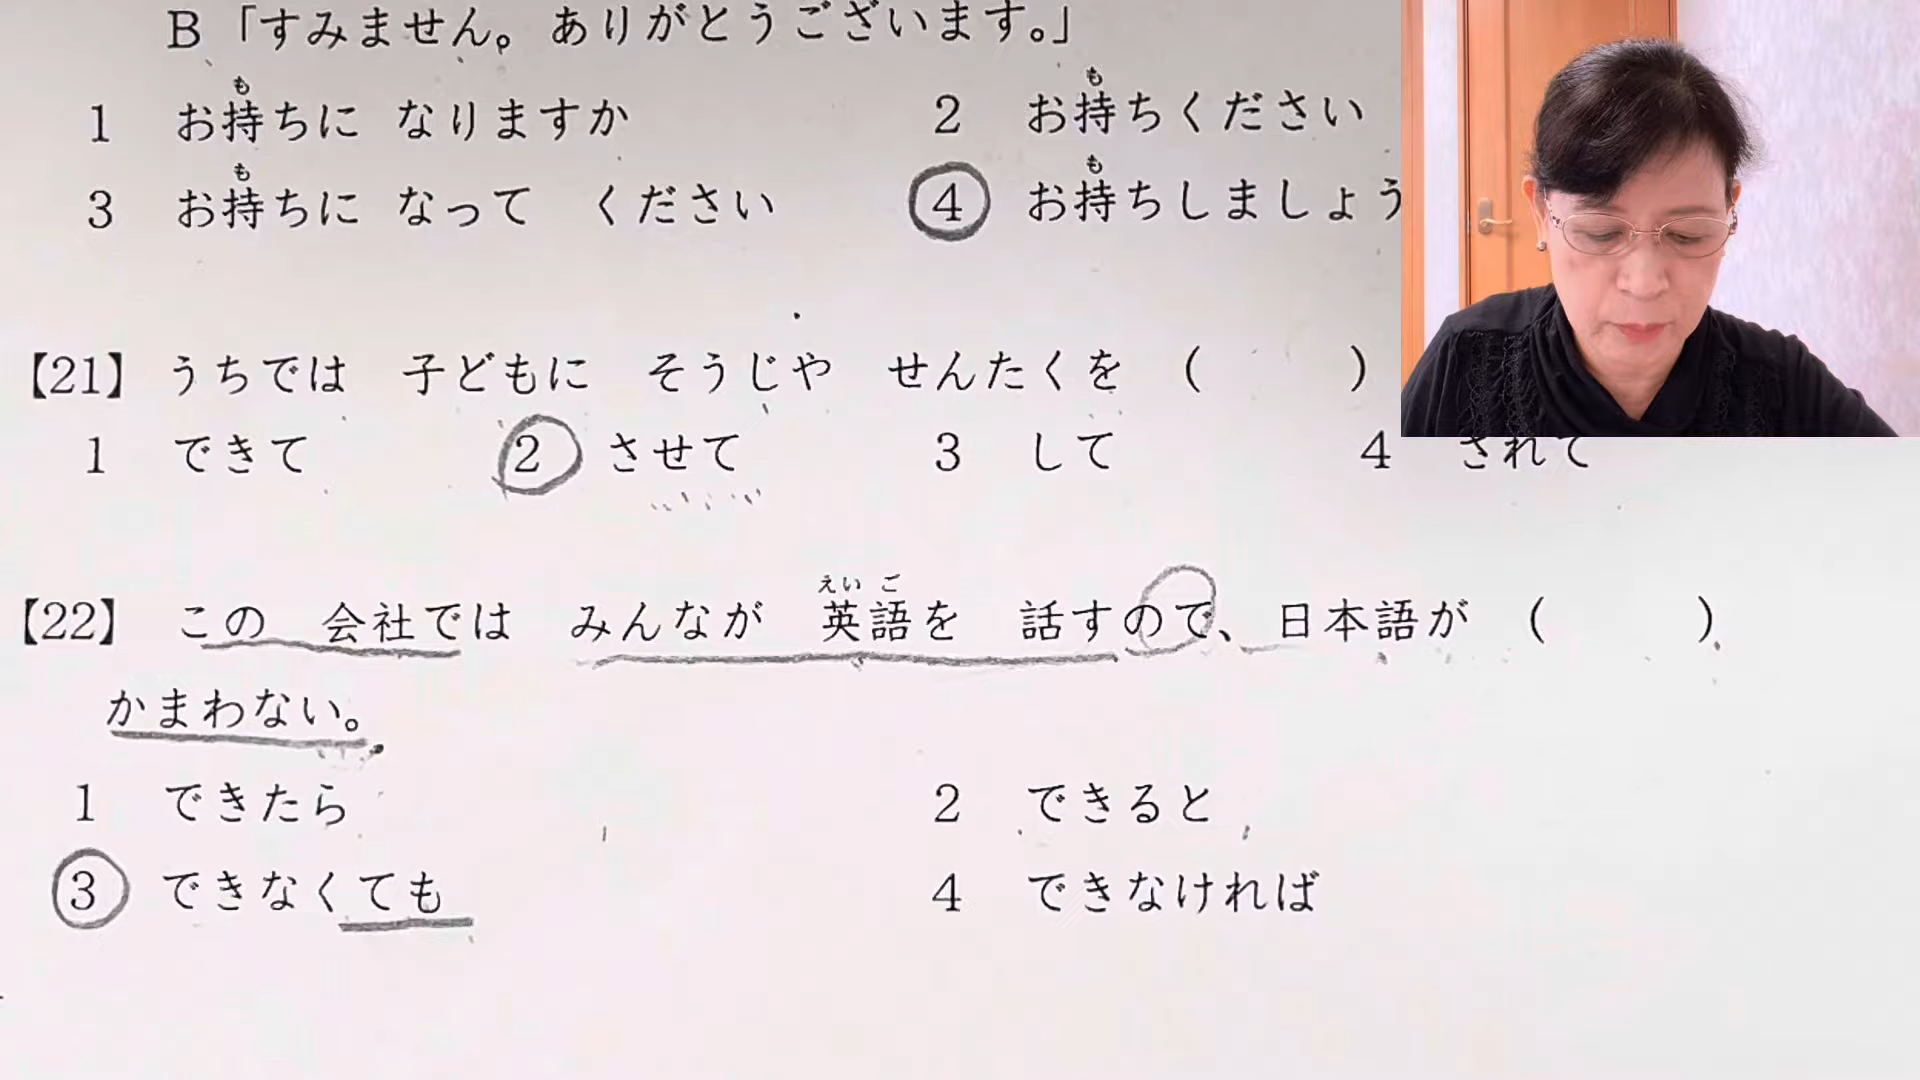 B「すみません。ありがとうございます。」
1 お持ちに なりますか 2 お持ちください
3 お持ちに なって ください 4 お持ちしましょう
【21】 うちでは 子どもに そうじや せんたくを ( )
1 できて 2 させて 3 して 4 されて
【22】 この 会社では みんなが 英語を 話すので、日本語が ( )
かまわない。
1 できたら 2 できると
3 できなくても 4 できなければ